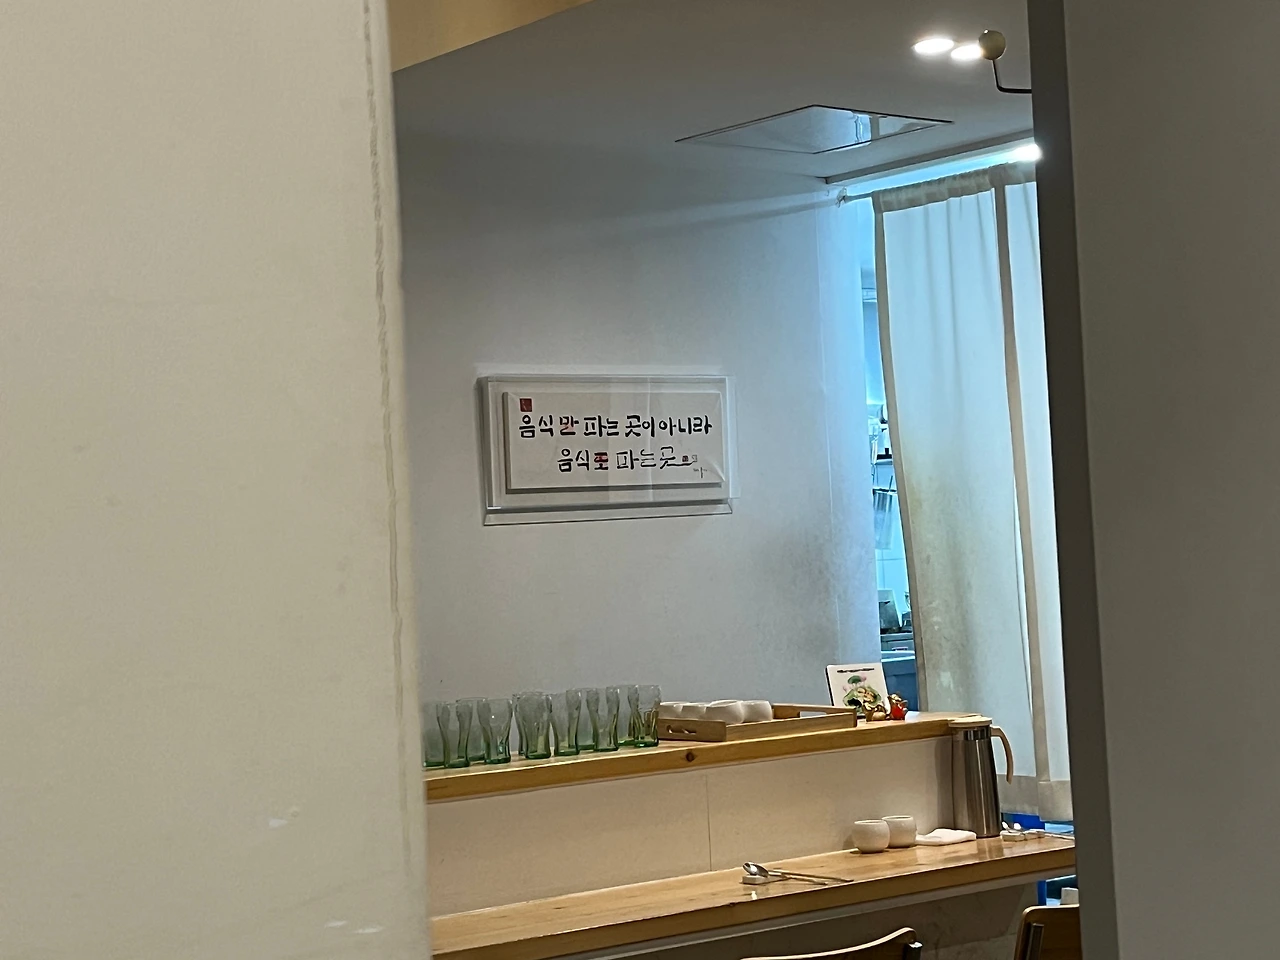 음식만 파는 곳이 아니라
음식도 파는 곳